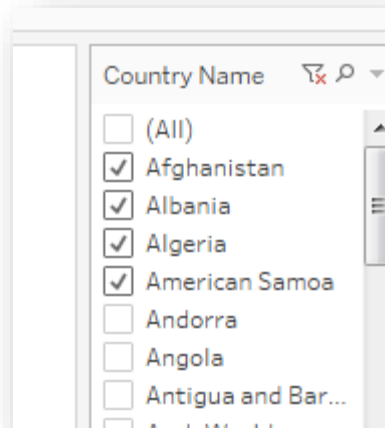 Country Name
(All)
Afghanistan
Albania
Algeria
American Samoa
Andorra
Angola
Antigua and Bar...